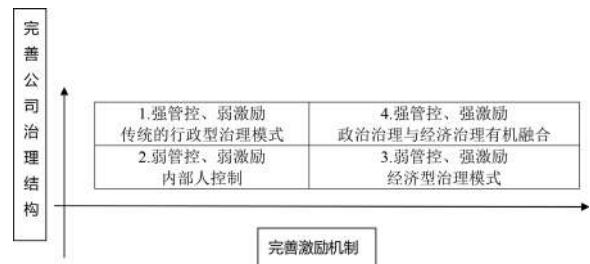 完善公司治理结构
1.强管控、弱激励
传统的行政型治理模式
4.强管控、强激励
政治治理与经济治理有机融合
2.弱管控、弱激励
内部人控制
3.弱管控、强激励
经济型治理模式
完善激励机制